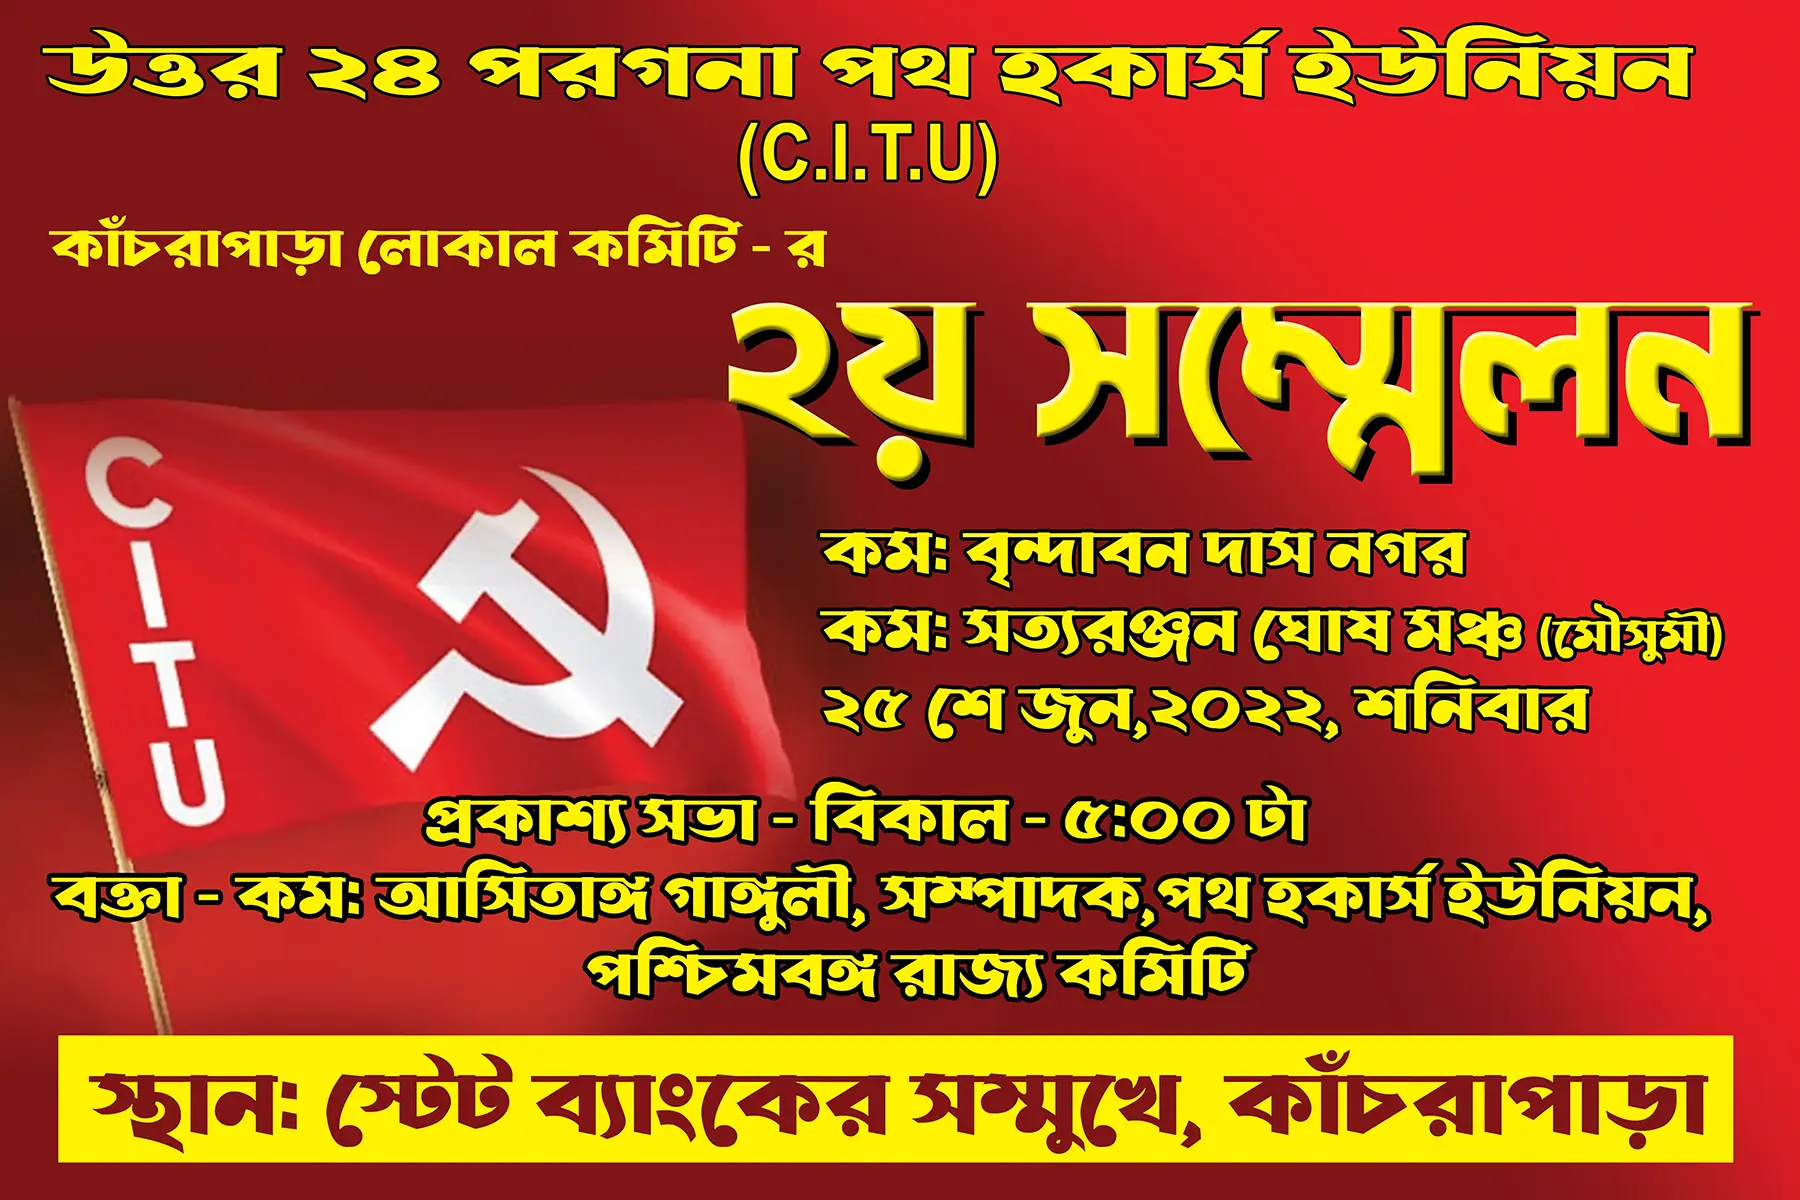 উত্তর ২৪ পরগনা পথ হকার্স ইউনিয়ন
(C.I.T.U)
কাঁচরাপাড়া লোকাল কমিটি - র
২য় সম্মেলন
CITU
কম: বৃন্দাবন দাস নগর
কম: সত্যরঞ্জন ঘোষ মঞ্চ (মৌসুমী)
২৫ শে জুন,২০২২, শনিবার
প্রকাশ্য সভা - বিকাল - ৫:০০ টা
বক্তা - কম: আসিতাঙ্গ গাঙ্গুলী, সম্পাদক,পথ হকার্স ইউনিয়ন,
পশ্চিমবঙ্গ রাজ্য কমিটি
স্থান: স্টেট ব্যাংকের সম্মুখে, কাঁচরাপাড়া